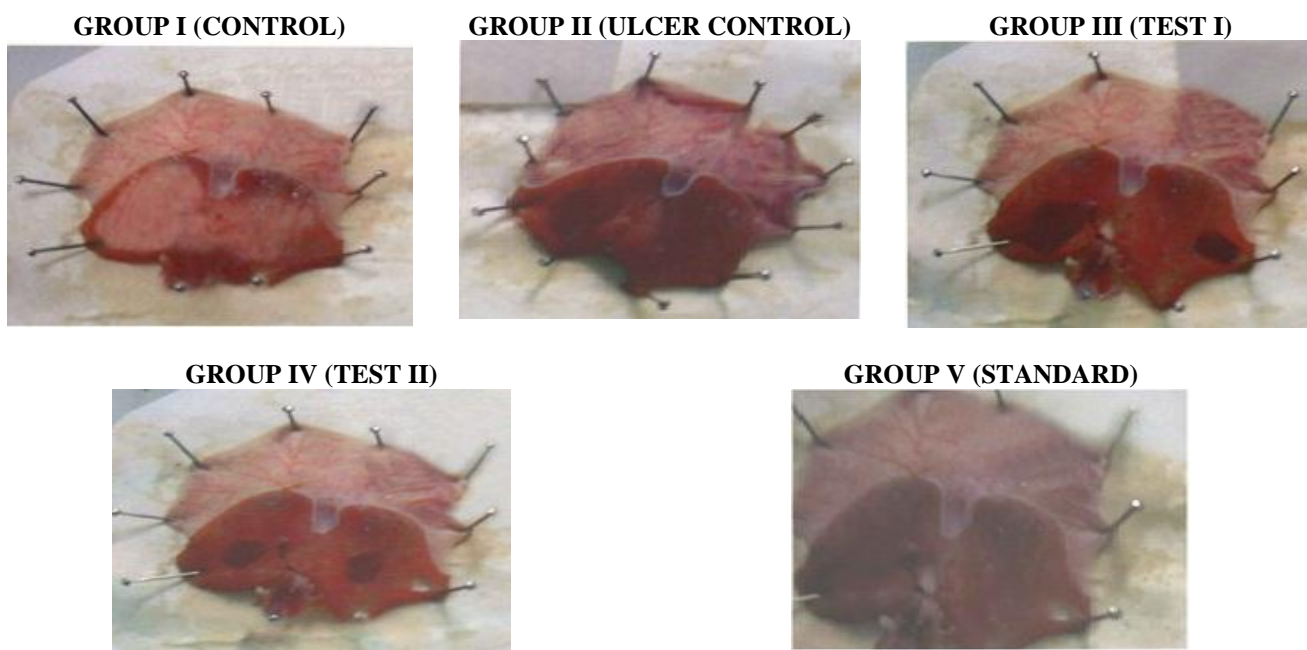 GROUP I (CONTROL)
GROUP II (ULCER CONTROL)
GROUP III (TEST I)
GROUP IV (TEST II)
GROUP V (STANDARD)